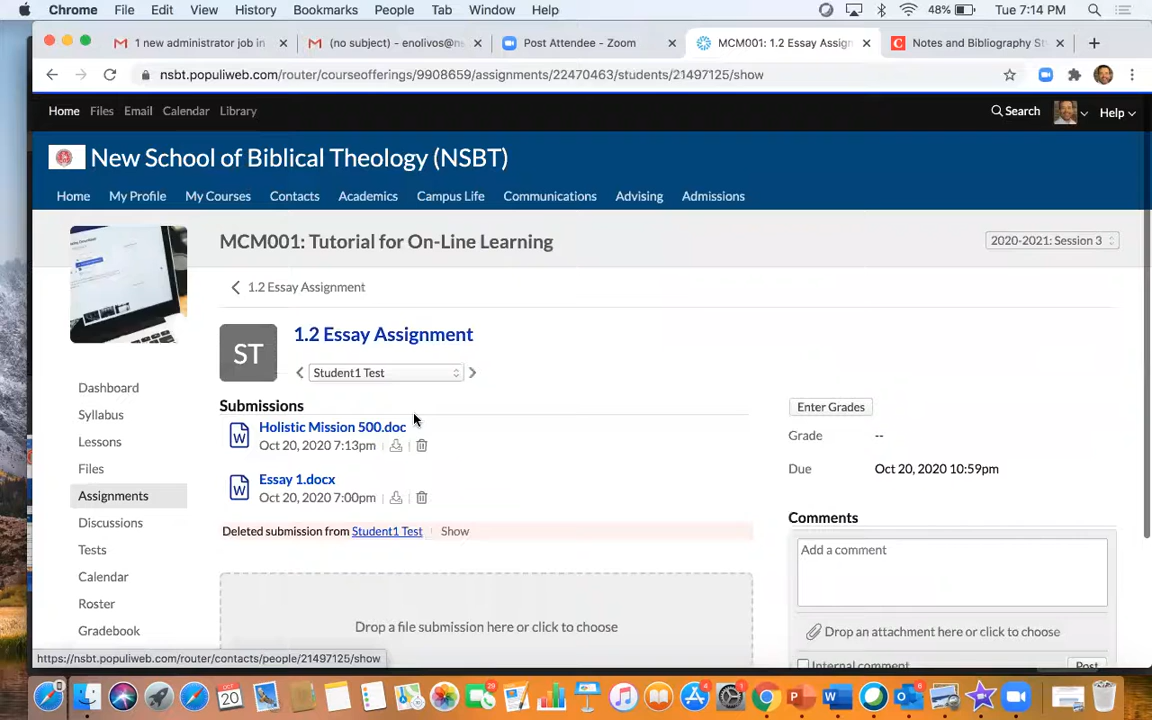 Chrome File Edit View History Bookmarks People Tab Window Help 48% Tue 7:14 PM
1 new administrator job in × (no subject) - enolivos@n × Post Attendee - Zoom × MCM001: 1.2 Essay Assign × Notes and Bibliography St × +
nsbt.populiweb.com/router/courseofferings/9908659/assignments/22470463/students/21497125/show
Home Files Email Calendar Library Search Help
New School of Biblical Theology (NSBT)
Home My Profile My Courses Contacts Academics Campus Life Communications Advising Admissions
MCM001: Tutorial for On-Line Learning 2020-2021: Session 3
1.2 Essay Assignment
ST
1.2 Essay Assignment
Student1 Test
Dashboard
Syllabus
Lessons
Files
Assignments
Discussions
Tests
Calendar
Roster
Gradebook
Submissions
Holistic Mission 500.doc
Oct 20, 2020 7:13pm
Essay 1.docx
Oct 20, 2020 7:00pm
Deleted submission from Student1 Test Show
Drop a file submission here or click to choose
Enter Grades
Grade --
Due Oct 20, 2020 10:59pm
Comments
Add a comment
Drop an attachment here or click to choose
Internal comment Post
https://nsbt.populiweb.com/router/contacts/people/21497125/show
OCT
20